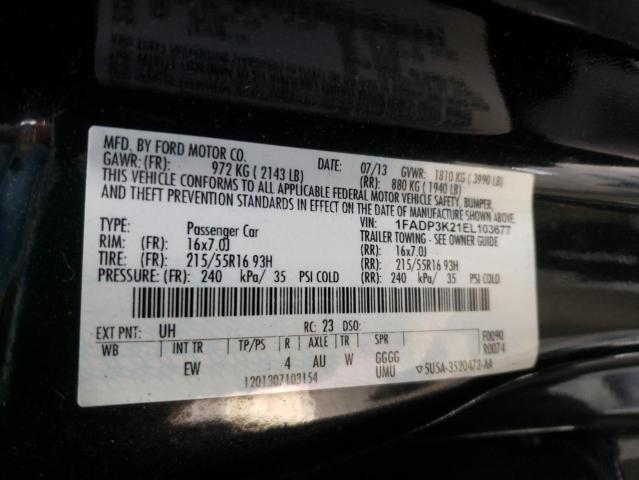 MFD. BY FORD MOTOR CO.
DATE: 07/13 GVWR: 1810 KG ( 3990 LB)
GAWR: (FR): 972 KG ( 2143 LB) (RR): 880 KG ( 1940 LB)
THIS VEHICLE CONFORMS TO ALL APPLICABLE FEDERAL MOTOR VEHICLE SAFETY, BUMPER,
AND THEFT PREVENTION STANDARDS IN EFFECT ON THE DATE OF MANUFACTURE SHOWN ABOVE.
VIN: 1FADP3K21EL103677
TYPE: Passenger Car TRAILER TOWING - SEE OWNER GUIDE
RIM: (FR): 16x7.0J (RR): 16x7.0J
TIRE: (FR): 215/55R16 93H (RR): 215/55R16 93H
PRESSURE: (FR): 240 kPa/ 35 PSI COLD (RR): 240 kPa/ 35 PSI COLD
EXT PNT: UH RC: 23 DSO: F0090
WB INT TR TP/PS R AXLE TR SPR R0074
EW 4 AU W GGGG
UMU
1201307103154 ▽5U5A-3520472-AA